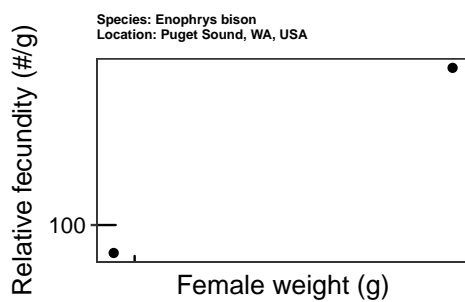 Species: Enophrys bison
Location: Puget Sound, WA, USA
Relative fecundity (#/g)
100
Female weight (g)